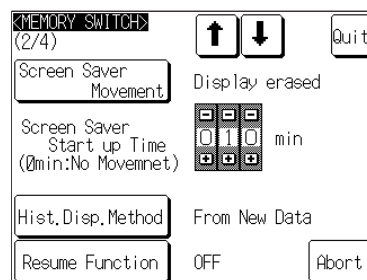 <MEMORY SWITCH>
(2/4)
Quit
Screen Saver
Movement
Display erased
Screen Saver
Start up Time
(0min:No Movemnet)
010 min
Hist.Disp.Method
From New Data
Resume Function
OFF
Abort